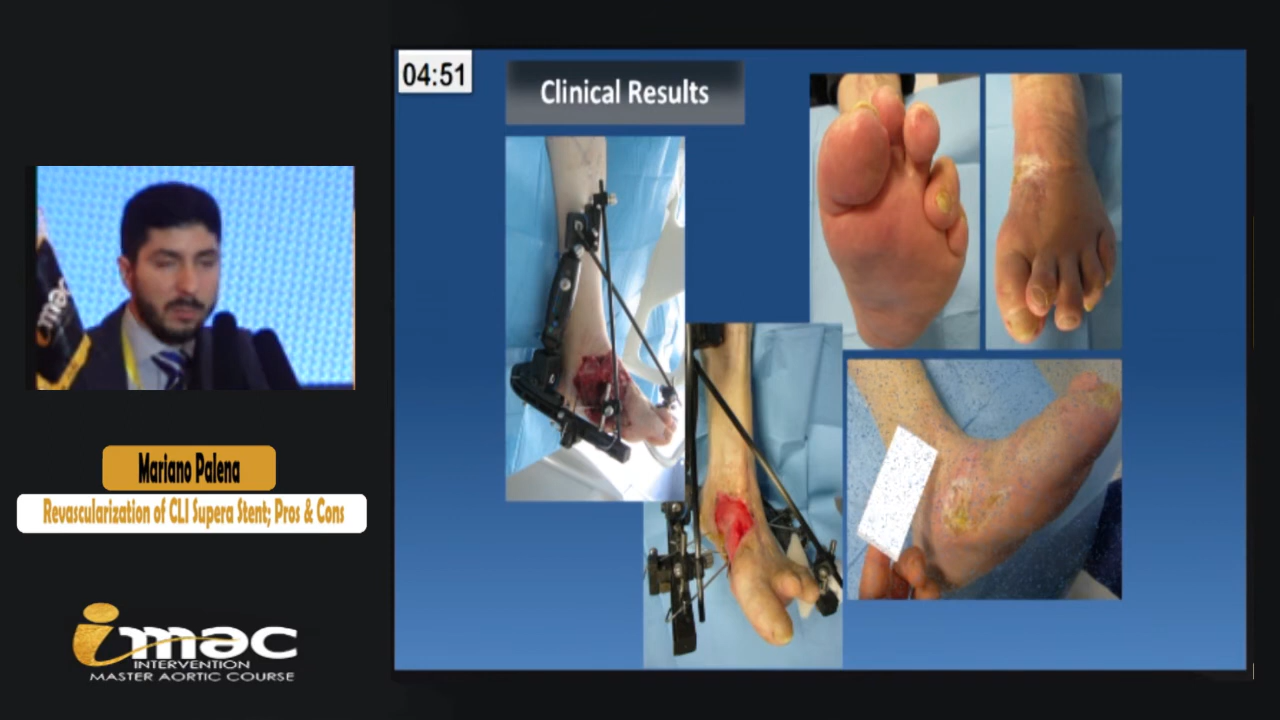 04:51
Clinical Results
Mariano Palena
Revascularization of CLI Supera Stent; Pros & Cons
imac
INTERVENTION
MASTER AORTIC COURSE